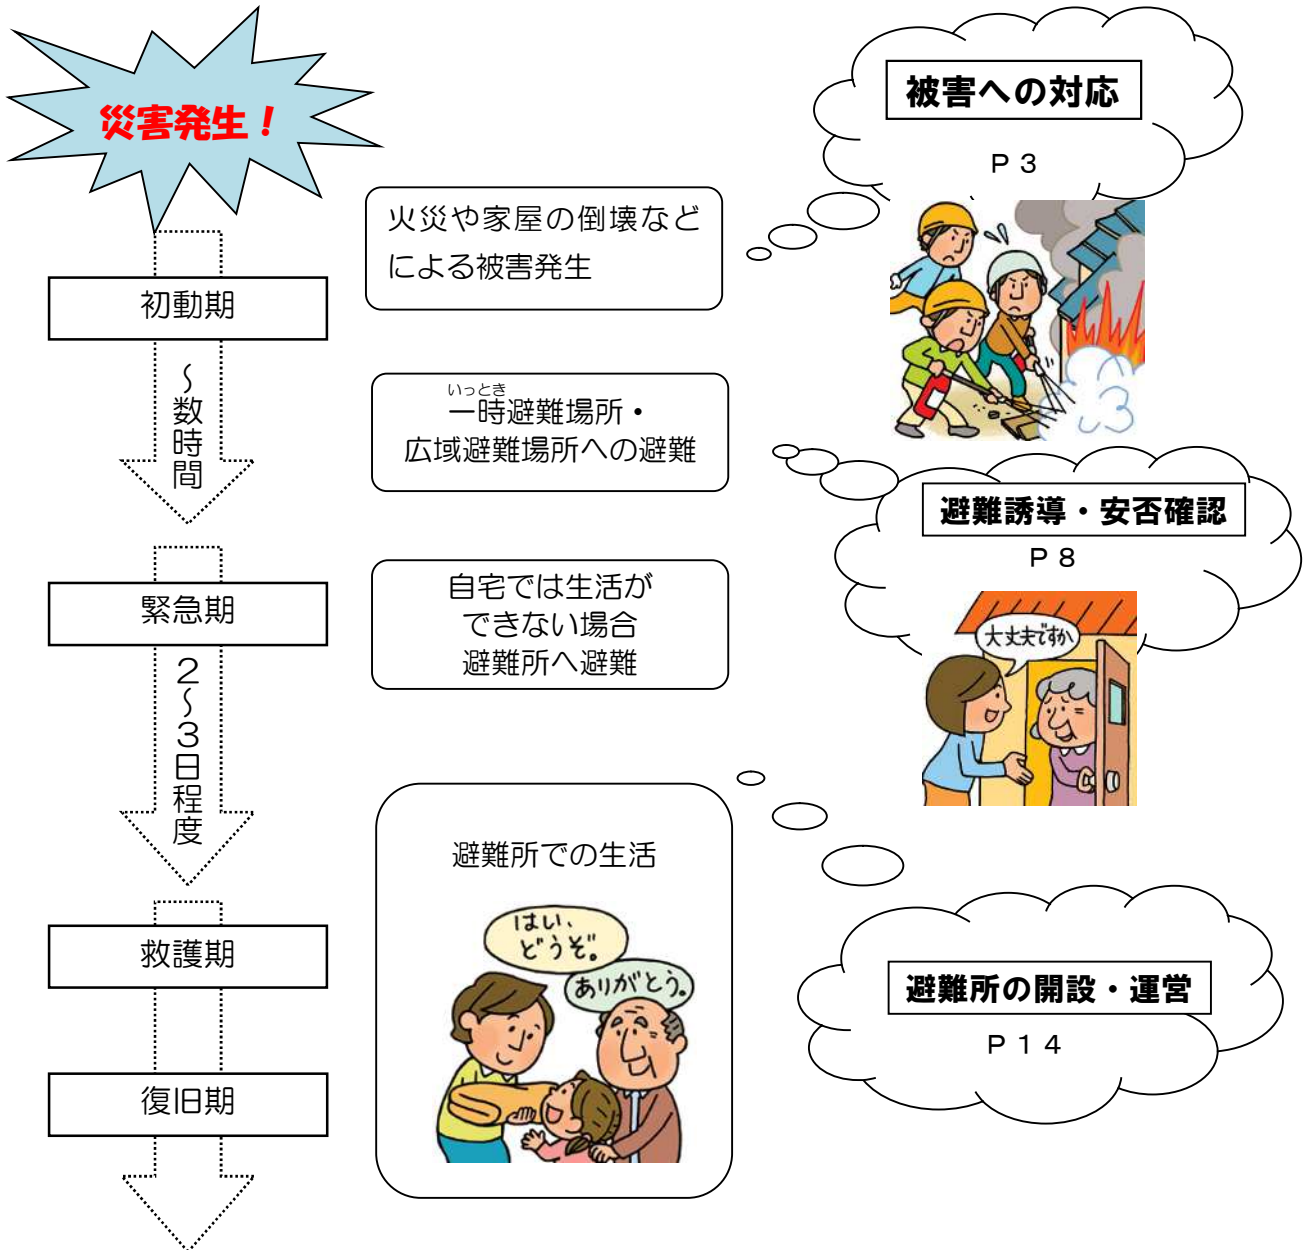 災害発生！
被害への対応
Ｐ３
火災や家屋の倒壊など
による被害発生
初動期
～数時間
いっとき
一時避難場所・
広域避難場所への避難
避難誘導・安否確認
Ｐ８
大丈夫ですか
緊急期
２～３日程度
自宅では生活が
できない場合
避難所へ避難
避難所での生活
はい、
どうぞ。
ありがとう。
救護期
避難所の開設・運営
Ｐ１４
復旧期